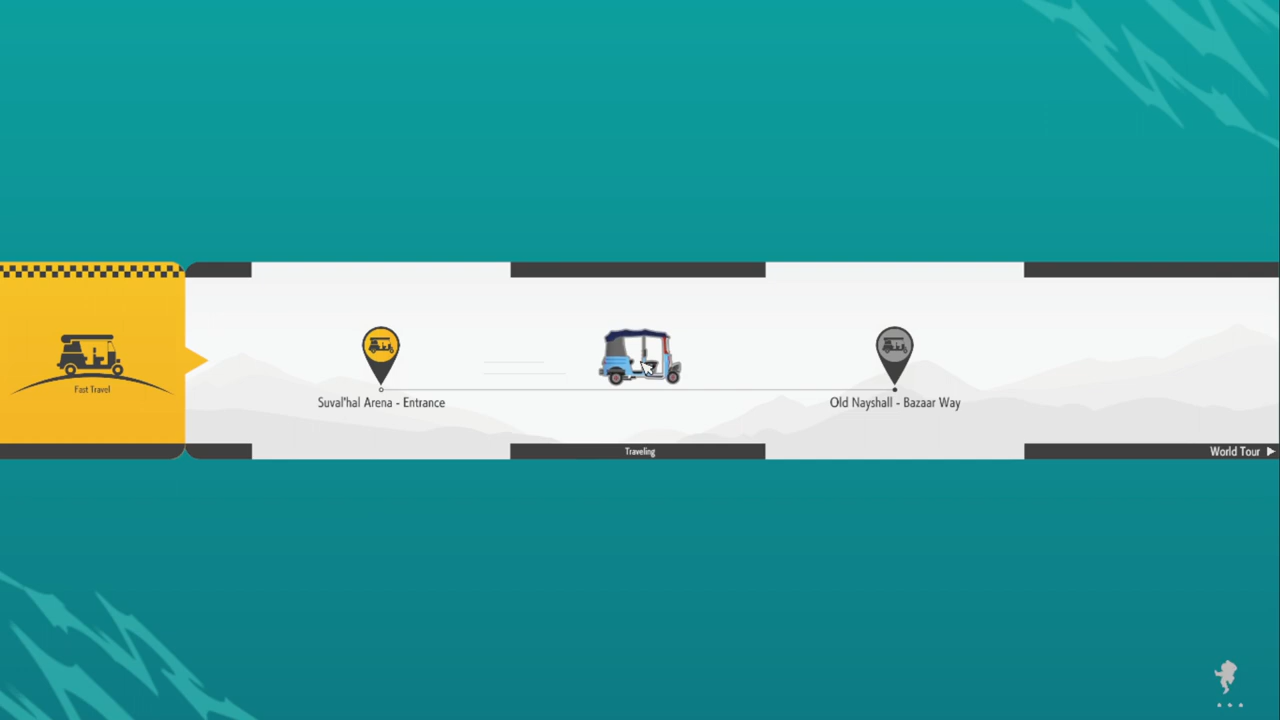 Fast Travel
Suval'hal Arena - Entrance
Old Nayshall - Bazaar Way
Traveling
World Tour